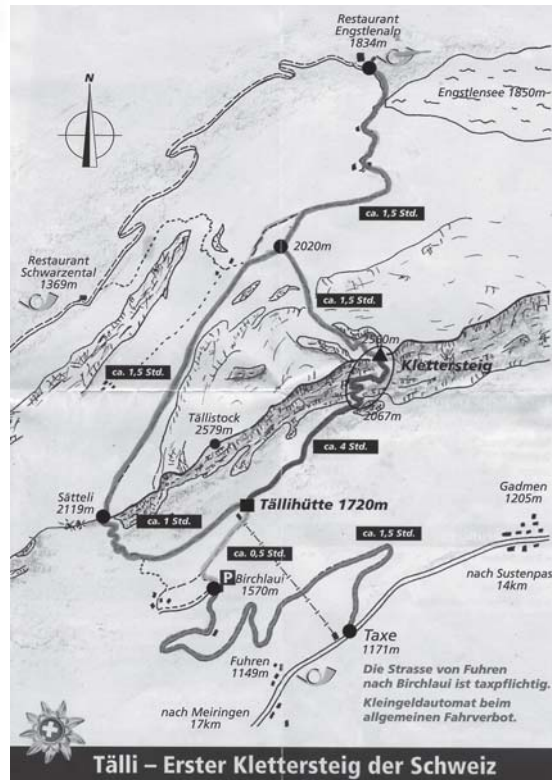 Restaurant
Engstlenalp
1834m
Engstlensee 1850m
N
ca. 1,5 Std.
2020m
Restaurant
Schwarzental
1369m
ca. 1,5 Std.
2560m
Klettersteig
ca. 1,5 Std.
2067m
Tällistock
2579m
ca. 4 Std.
Sätteli
2119m
Tällihütte 1720m
Gadmen
1205m
ca. 1 Std.
ca. 1,5 Std.
ca. 0,5 Std.
P Birchlaui
1570m
nach Sustenpass
14km
Taxe
1171m
Fuhren
1149m
Die Strasse von Fuhren
nach Birchlaui ist taxpflichtig.
Kleingeldautomat beim
allgemeinen Fahrverbot.
nach Meiringen
17km
Tälli – Erster Klettersteig der Schweiz